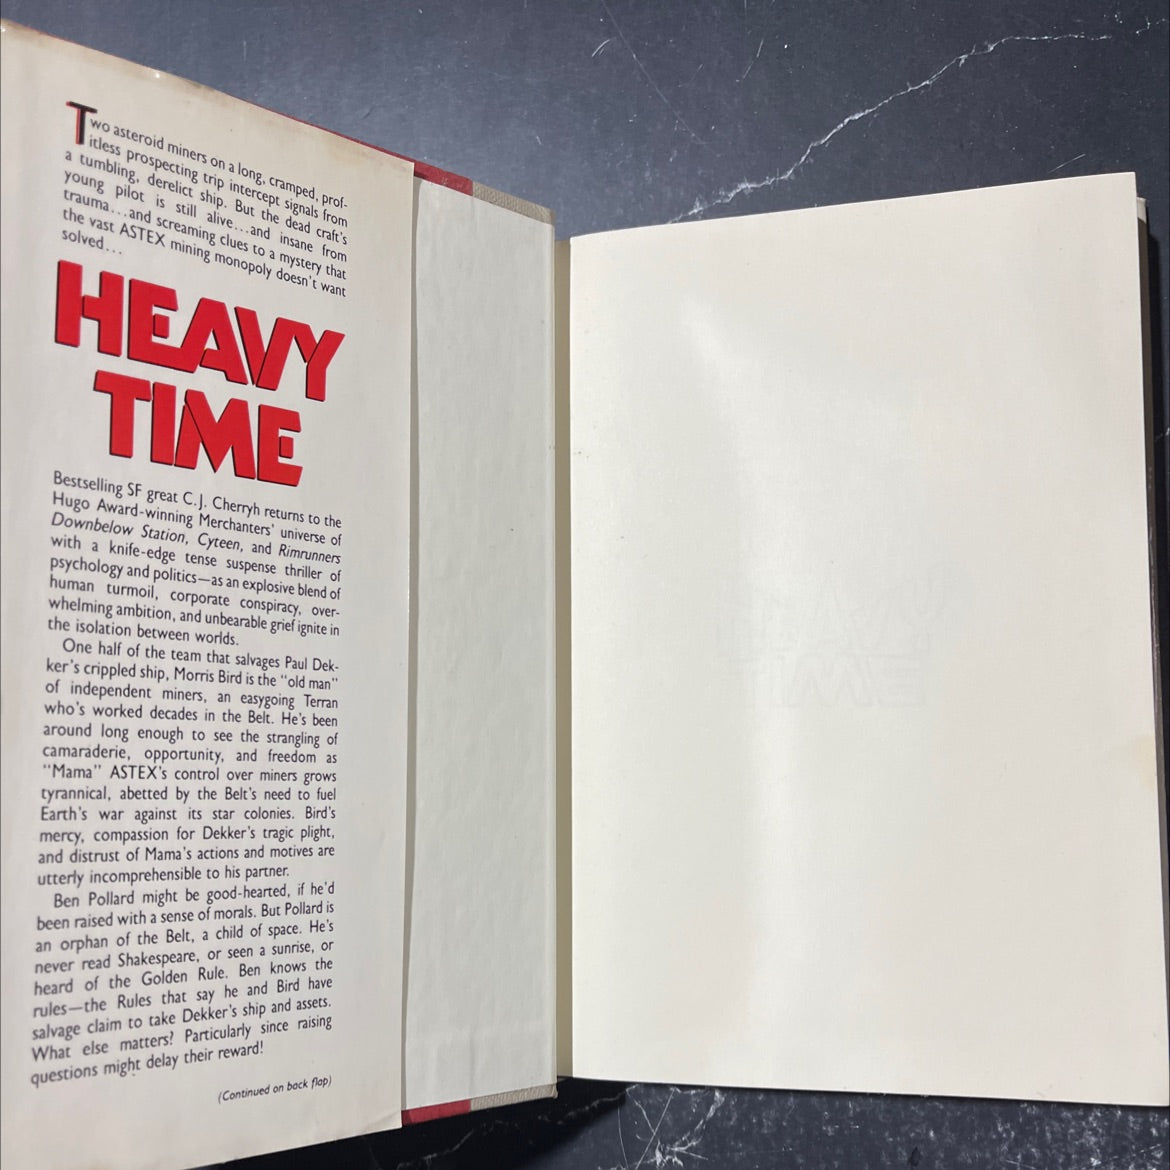 Two asteroid miners on a long, cramped, prof-
itless prospecting trip intercept signals from
a tumbling, derelict ship. But the dead craft's
young pilot is still alive...and insane from
trauma...and screaming clues to a mystery that
the vast ASTEX mining monopoly doesn't want
solved...
HEAVY
TIME
Bestselling SF great C.J. Cherryh returns to the
Hugo Award-winning Merchanters' universe of
Downbelow Station, Cyteen, and Rimrunners
with a knife-edge tense suspense thriller of
psychology and politics—as an explosive blend of
human turmoil, corporate conspiracy, over-
whelming ambition, and unbearable grief ignite in
the isolation between worlds.
One half of the team that salvages Paul Dek-
ker's crippled ship, Morris Bird is the "old man"
of independent miners, an easygoing Terran
who's worked decades in the Belt. He's been
around long enough to see the strangling of
camaraderie, opportunity, and freedom as
"Mama" ASTEX's control over miners grows
tyrannical, abetted by the Belt's need to fuel
Earth's war against its star colonies. Bird's
mercy, compassion for Dekker's tragic plight,
and distrust of Mama's actions and motives are
utterly incomprehensible to his partner.
Ben Pollard might be good-hearted, if he'd
been raised with a sense of morals. But Pollard is
an orphan of the Belt, a child of space. He's
never read Shakespeare, or seen a sunrise, or
heard of the Golden Rule. Ben knows the
rules—the Rules that say he and Bird have
salvage claim to take Dekker's ship and assets.
What else matters? Particularly since raising
questions might delay their reward!
(Continued on back flap)